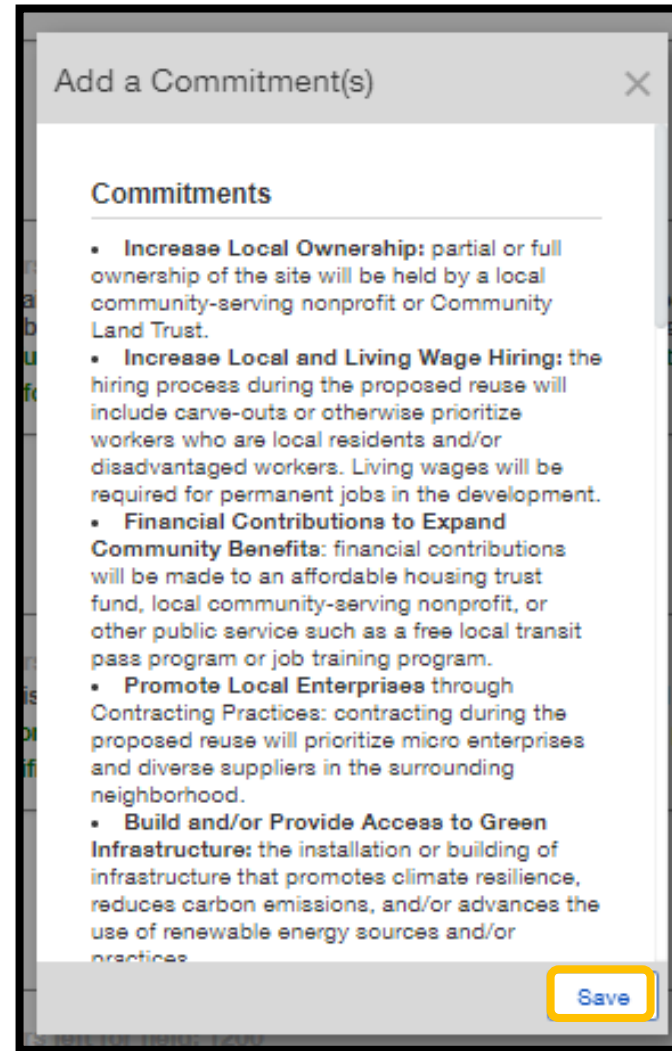 Add a Commitment(s)
Commitments
• Increase Local Ownership: partial or full
ownership of the site will be held by a local
community-serving nonprofit or Community
Land Trust.
• Increase Local and Living Wage Hiring: the
hiring process during the proposed reuse will
include carve-outs or otherwise prioritize
workers who are local residents and/or
disadvantaged workers. Living wages will be
required for permanent jobs in the development.
• Financial Contributions to Expand
Community Benefits: financial contributions
will be made to an affordable housing trust
fund, local community-serving nonprofit, or
other public service such as a free local transit
pass program or job training program.
• Promote Local Enterprises through
Contracting Practices: contracting during the
proposed reuse will prioritize micro enterprises
and diverse suppliers in the surrounding
neighborhood.
• Build and/or Provide Access to Green
Infrastructure: the installation or building of
infrastructure that promotes climate resilience,
reduces carbon emissions, and/or advances the
use of renewable energy sources and/or
practices
Save
left for field: 1200